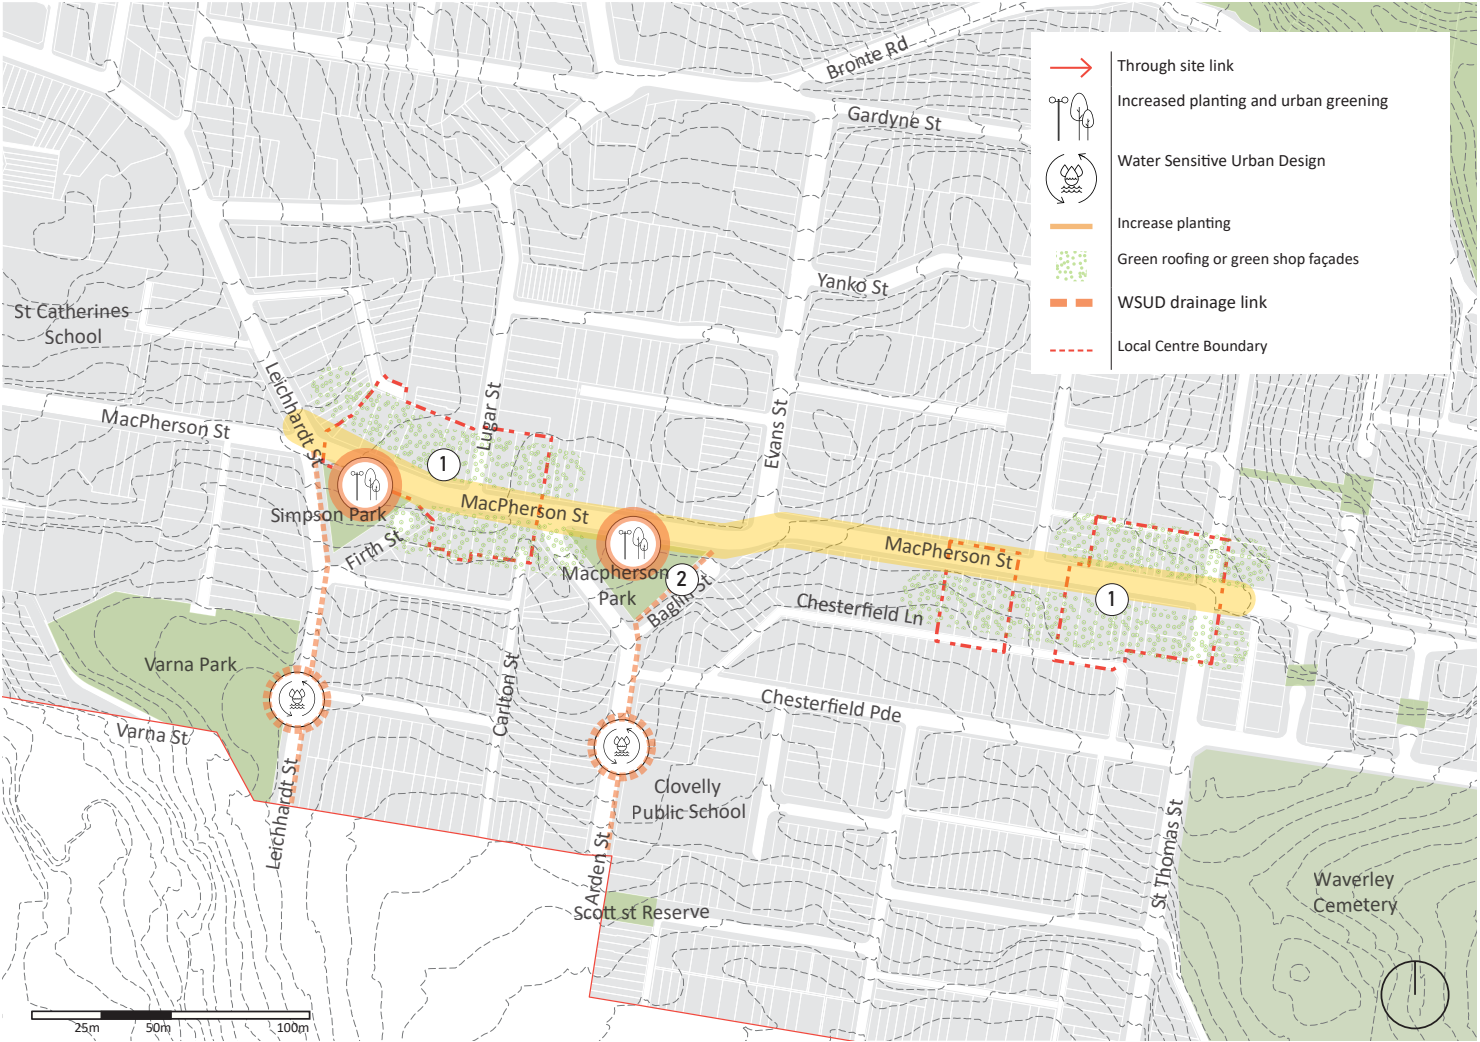 Bronte Rd
Gardyne St
Through site link
Increased planting and urban greening
Water Sensitive Urban Design
Increase planting
Green roofing or green shop façades
WSUD drainage link
Local Centre Boundary
Yanko St
St Catherines
School
Leichhardt St
MacPherson St
Lugar St
Evans St
1
MacPherson St
Simpson Park
Firth St
MacPherson St
Macpherson
Park
2
Baglin St
1
Chesterfield Ln
Varna Park
Carlton St
Chesterfield Pde
Varna St
Leichhardt St
Clovelly
Public School
Arden St
St Thomas St
Scott st Reserve
Waverley
Cemetery
25m
50m
100m